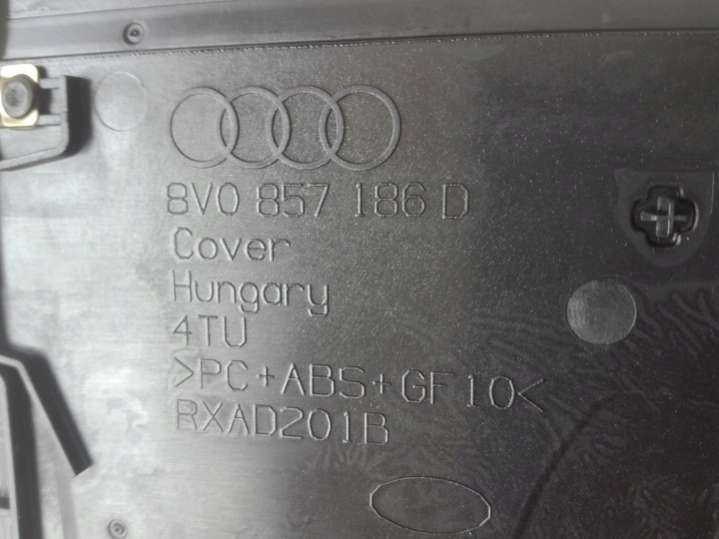 8V0 857 186 D
Cover
Hungary
4TU
>PC+ABS+GF10<
RXAD201B